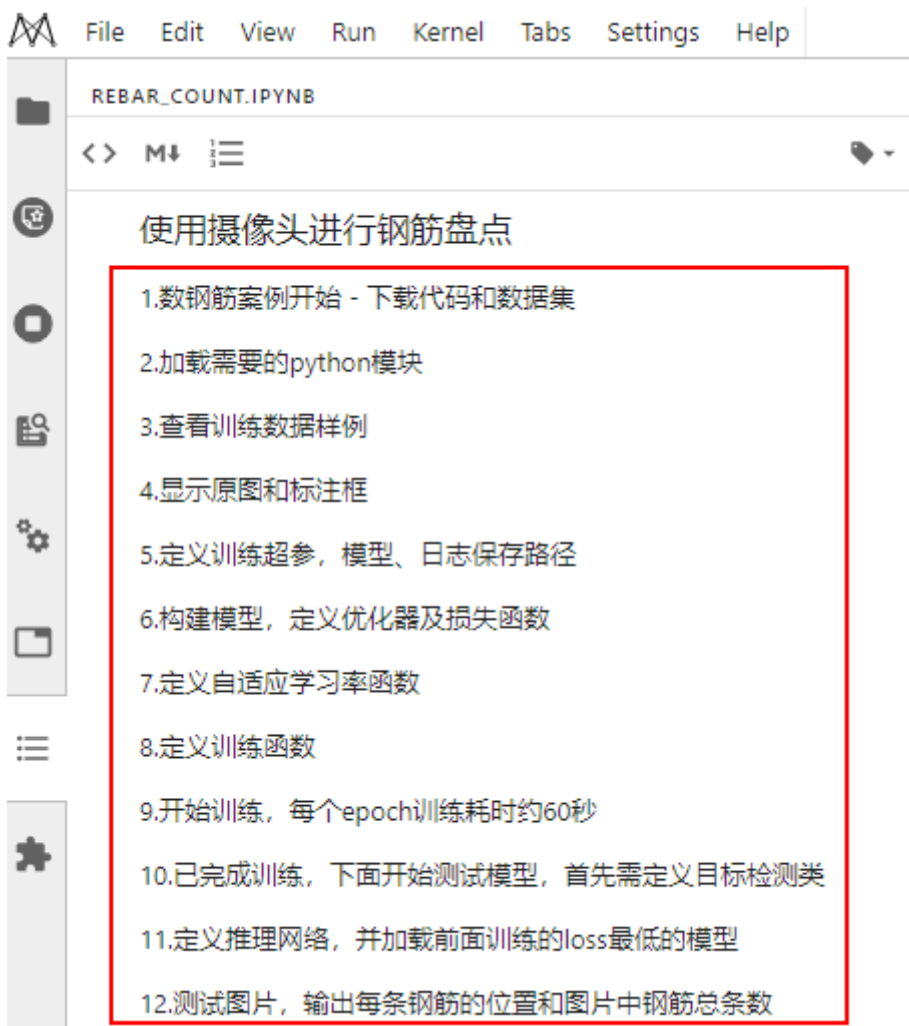 File Edit View Run Kernel Tabs Settings Help
REBAR_COUNT.IPYNB
使用摄像头进行钢筋盘点
1.数钢筋案例开始 - 下载代码和数据集
2.加载需要的python模块
3.查看训练数据样例
4.显示原图和标注框
5.定义训练超参，模型、日志保存路径
6.构建模型，定义优化器及损失函数
7.定义自适应学习率函数
8.定义训练函数
9.开始训练，每个epoch训练耗时约60秒
10.已完成训练，下面开始测试模型，首先需定义目标检测类
11.定义推理网络，并加载前面训练的loss最低的模型
12.测试图片，输出每条钢筋的位置和图片中钢筋总条数